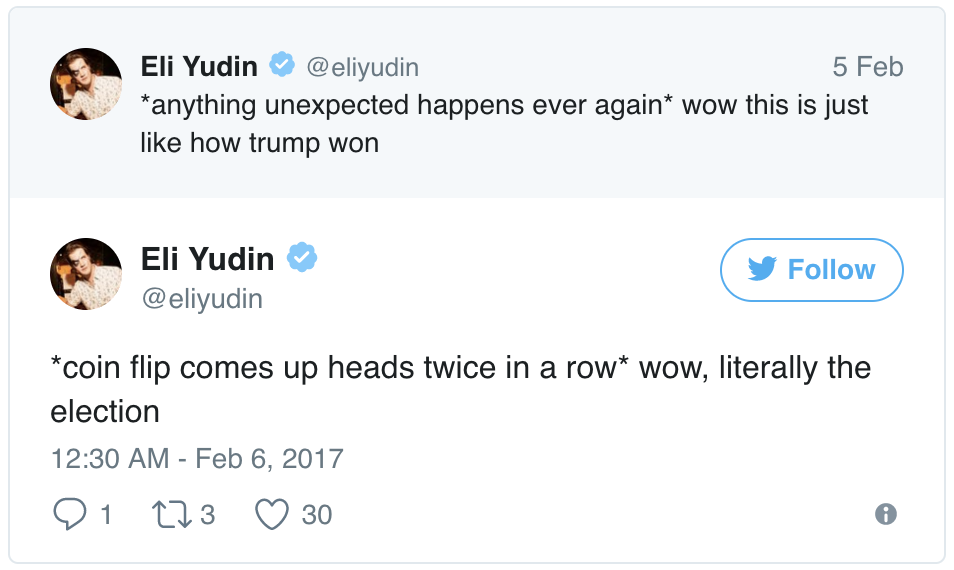 Eli Yudin @eliyudin 5 Feb
*anything unexpected happens ever again* wow this is just
like how trump won
Eli Yudin
Follow
@eliyudin
*coin flip comes up heads twice in a row* wow, literally the
election
12:30 AM - Feb 6, 2017
1 3 30